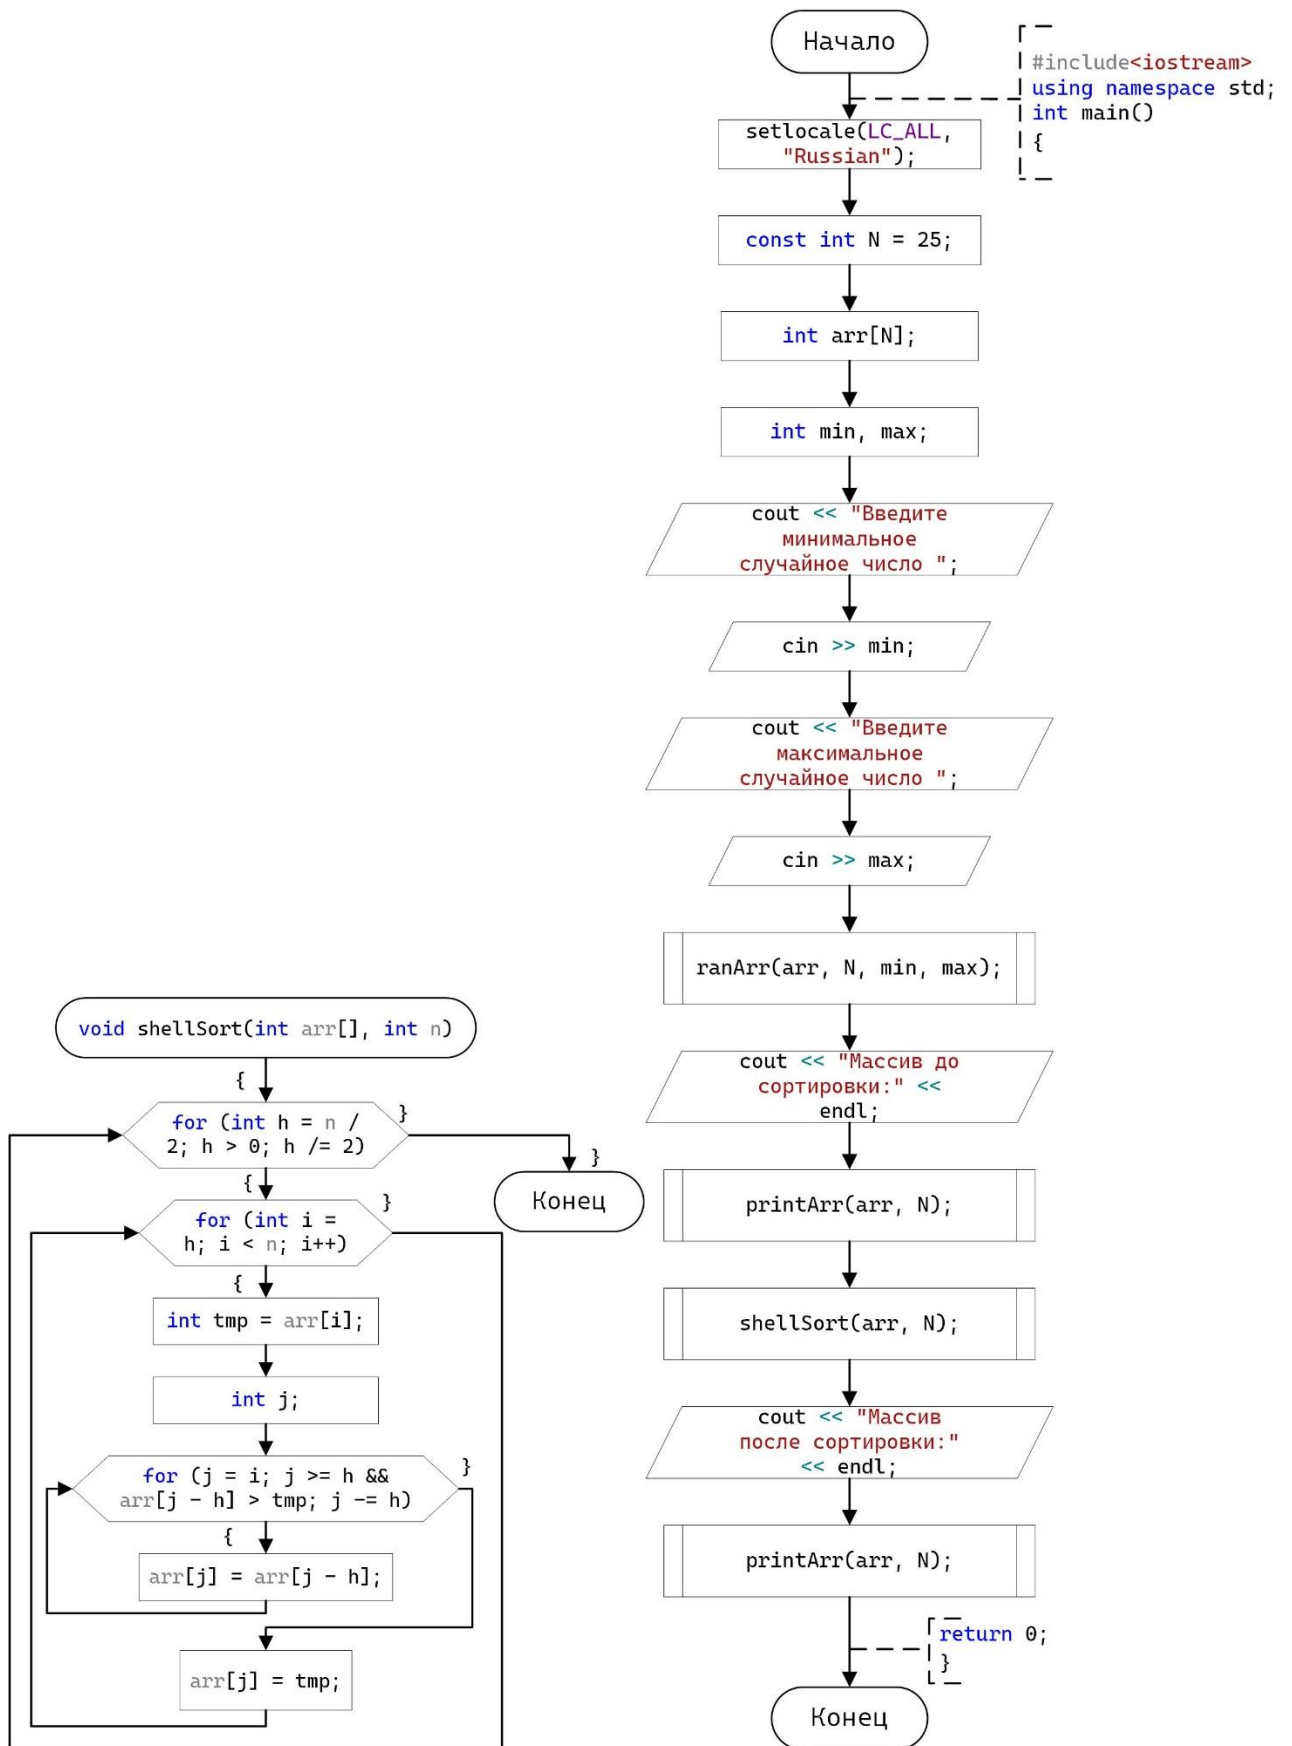 Начало
#include<iostream>
using namespace std;
int main()
{
setlocale(LC_ALL,
"Russian");
const int N = 25;
int arr[N];
int min, max;
cout << "Введите
минимальное
случайное число ";
cin >> min;
cout << "Введите
максимальное
случайное число ";
cin >> max;
ranArr(arr, N, min, max);
cout << "Массив до
сортировки:" <<
endl;
printArr(arr, N);
shellSort(arr, N);
cout << "Массив
после сортировки:"
<< endl;
printArr(arr, N);
return 0;
}
Конец
void shellSort(int arr[], int n)
{
for (int h = n /
2; h > 0; h /= 2)
}
}
Конец
{
for (int i =
h; i < n; i++)
}
{
int tmp = arr[i];
int j;
for (j = i; j >= h &&
arr[j - h] > tmp; j -= h)
}
{
arr[j] = arr[j - h];
arr[j] = tmp;